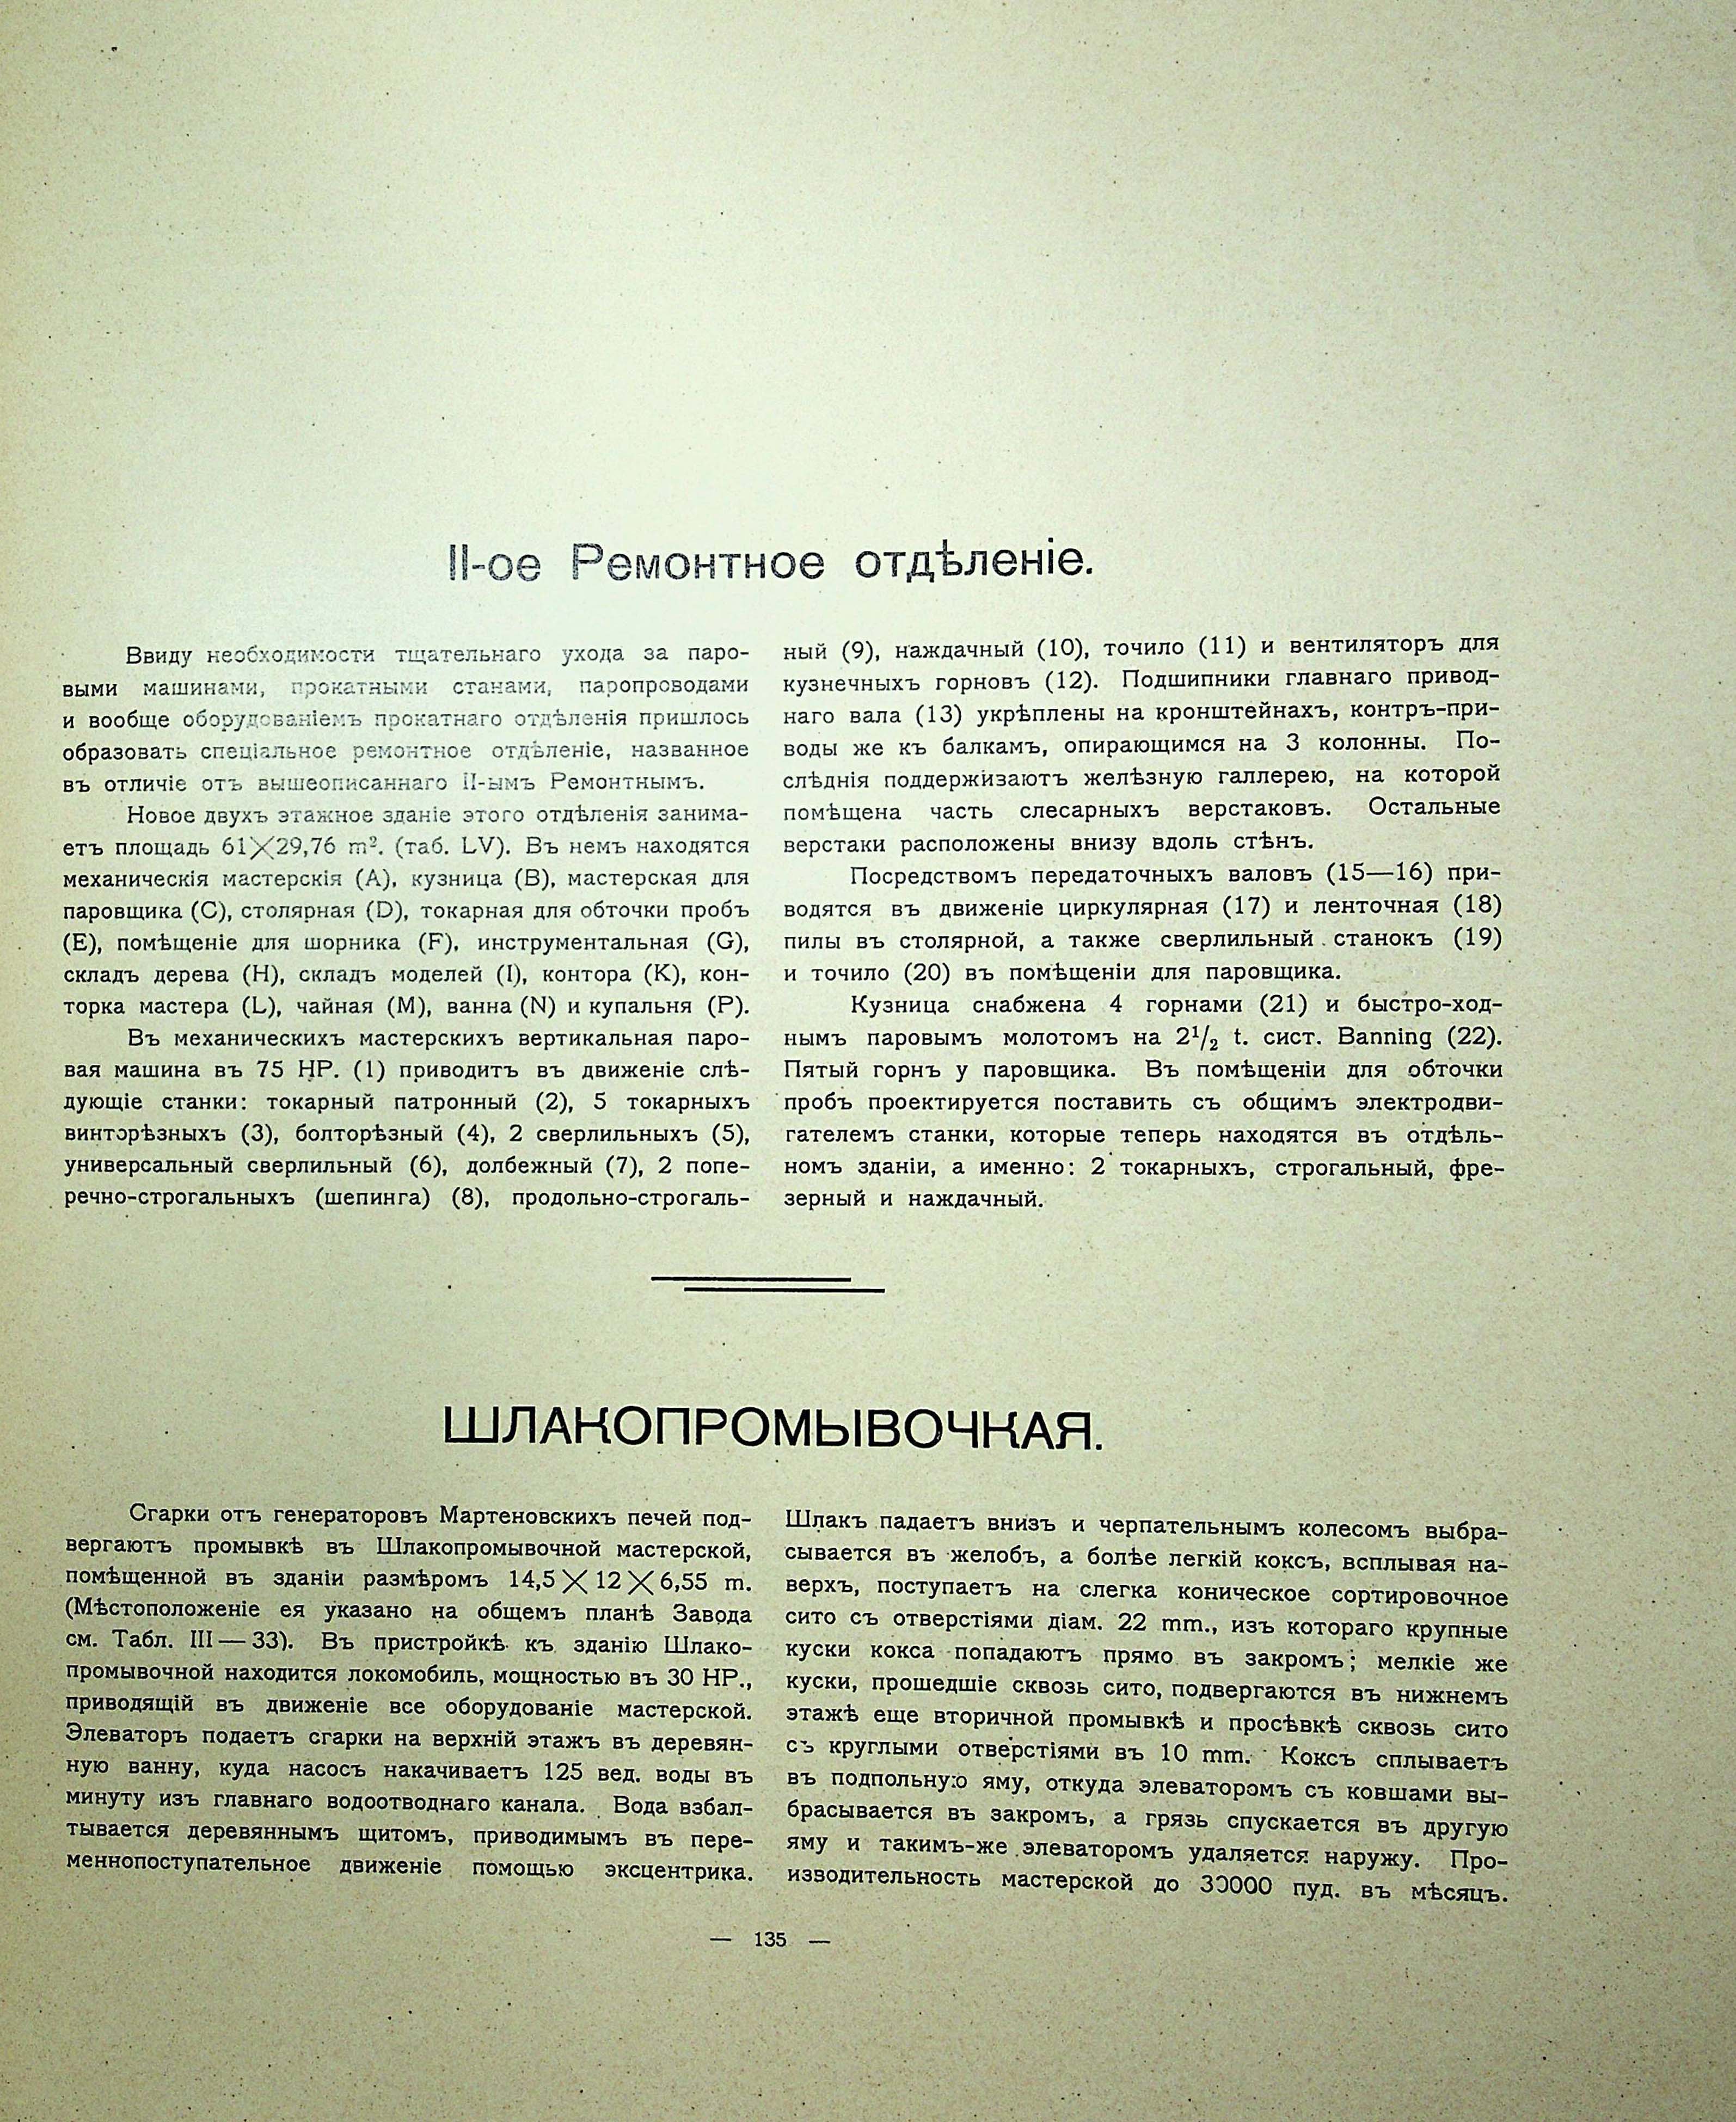 II-ое Ремонтное отдѣленіе.
Ввиду необходимости тщательнаго ухода за паро-
выми машинами, прокатными станами, паропроводами
и вообще оборудованіемъ прокатнаго отдѣленія пришлось
образовать спеціальное ремонтное отдѣленіе, названное
въ отличіе отъ вышеописаннаго II-ымъ Ремонтнымъ.
Новое двухъ этажное зданіе этого отдѣленія занима-
етъ площадь 61×29,76 m². (таб. LV). Въ немъ находятся
механическія мастерскія (A), кузница (B), мастерская для
паровщика (C), столярная (D), токарная для обточки пробъ
(E), помѣщеніе для шорника (F), инструментальная (G),
складъ дерева (H), складъ моделей (I), контора (K), кон-
торка мастера (L), чайная (M), ванна (N) и купальня (P).
Въ механическихъ мастерскихъ вертикальная паро-
вая машина въ 75 HP. (1) приводитъ въ движеніе слѣ-
дующіе станки: токарный патронный (2), 5 токарныхъ
винторѣзныхъ (3), болторѣзный (4), 2 сверлильныхъ (5),
универсальный сверлильный (6), долбежный (7), 2 попе-
речно-строгальныхъ (шепинга) (8), продольно-строгаль-
ный (9), наждачный (10), точило (11) и вентиляторъ для
кузнечныхъ горновъ (12). Подшипники главнаго привод-
наго вала (13) укрѣплены на кронштейнахъ, контръ-при-
воды же къ балкамъ, опирающимся на 3 колонны. По-
слѣднія поддерживаютъ желѣзную галлерею, на которой
помѣщена часть слесарныхъ верстаковъ. Остальные
верстаки расположены внизу вдоль стѣнъ.
Посредствомъ передаточныхъ валовъ (15—16) при-
водятся въ движеніе циркулярная (17) и ленточная (18)
пилы въ столярной, а также сверлильный станокъ (19)
и точило (20) въ помѣщеніи для паровщика.
Кузница снабжена 4 горнами (21) и быстро-ход-
нымъ паровымъ молотомъ на 2¹/₂ t. сист. Banning (22).
Пятый горнъ у паровщика. Въ помѣщеніи для обточки
пробъ проектируется поставить съ общимъ электродви-
гателемъ станки, которые теперь находятся въ отдѣль-
номъ зданіи, а именно: 2 токарныхъ, строгальный, фре-
зерный и наждачный.
ШЛАКОПРОМЫВОЧКАЯ.
Сгарки отъ генераторовъ Мартеновскихъ печей под-
вергаютъ промывкѣ въ Шлакопромывочной мастерской,
помѣщенной въ зданіи размѣромъ 14,5×12×6,55 m.
(Мѣстоположеніе ея указано на общемъ планѣ Завода
см. Табл. III—33). Въ пристройкѣ къ зданію Шлако-
промывочной находится локомобиль, мощностью въ 30 HP.,
приводящій въ движеніе все оборудованіе мастерской.
Элеваторъ подаетъ сгарки на верхній этажъ въ деревян-
ную ванну, куда насосъ накачиваетъ 125 вед. воды въ
минуту изъ главнаго водоотводнаго канала. Вода взбал-
тывается деревяннымъ щитомъ, приводимымъ въ пере-
меннопоступательное движеніе помощью эксцентрика.
Шлакъ падаетъ внизъ и черпательнымъ колесомъ выбра-
сывается въ желобъ, а болѣе легкій коксъ, всплывая на-
верхъ, поступаетъ на слегка коническое сортировочное
сито съ отверстіями діам. 22 mm., изъ котораго крупные
куски кокса попадаютъ прямо въ закромъ; мелкіе же
куски, прошедшіе сквозь сито, подвергаются въ нижнемъ
этажѣ еще вторичной промывкѣ и просѣвкѣ сквозь сито
съ круглыми отверстіями въ 10 mm. Коксъ сплываетъ
въ подпольную яму, откуда элеваторомъ съ ковшами вы-
брасывается въ закромъ, а грязь спускается въ другую
яму и такимъ-же элеваторомъ удаляется наружу. Про-
изводительность мастерской до 30000 пуд. въ мѣсяцъ.
— 135 —